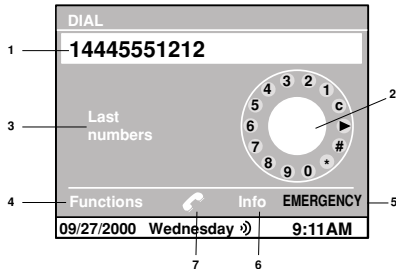 DIAL
1 14445551212
3 2 1 c ▶ # * 0 9 8 7 6 5 4
2
3 Last
numbers
4 Functions Info EMERGENCY 5
09/27/2000 Wednesday 9:11AM
7 6